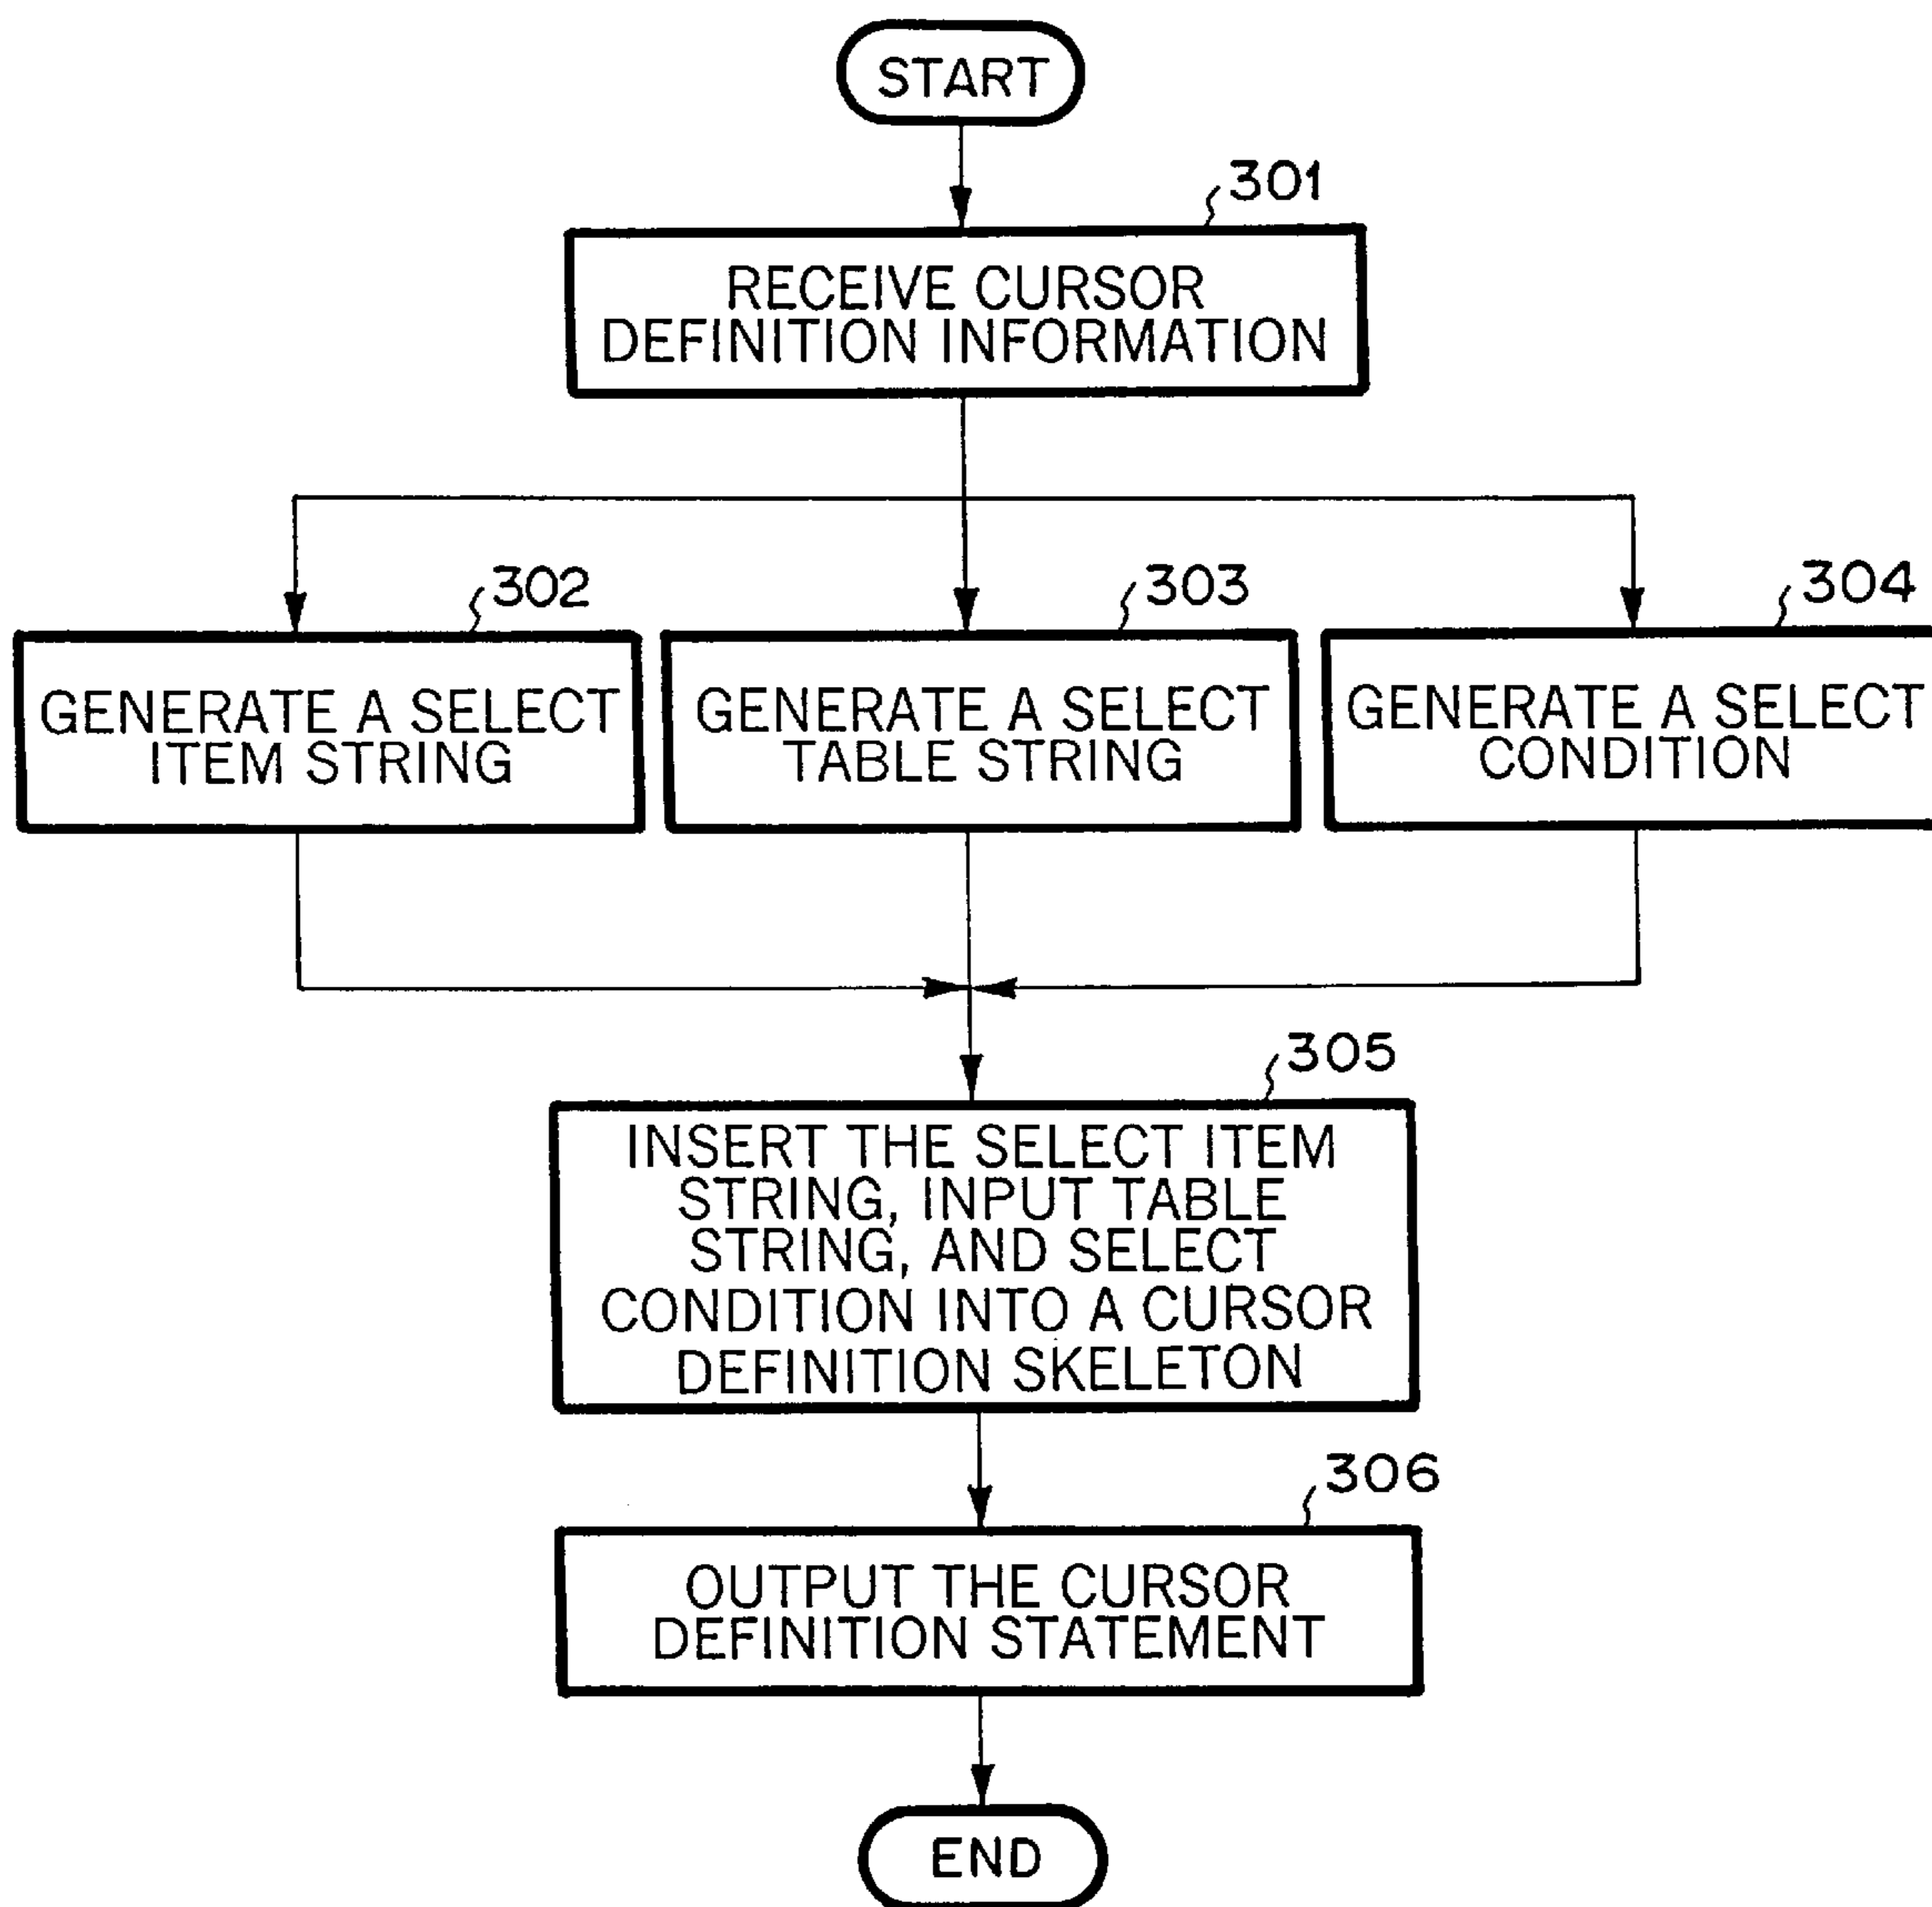 START
301
RECEIVE CURSOR
DEFINITION INFORMATION
302
GENERATE A SELECT
ITEM STRING
303
GENERATE A SELECT
TABLE STRING
304
GENERATE A SELECT
CONDITION
305
INSERT THE SELECT ITEM
STRING, INPUT TABLE
STRING, AND SELECT
CONDITION INTO A CURSOR
DEFINITION SKELETON
306
OUTPUT THE CURSOR
DEFINITION STATEMENT
END